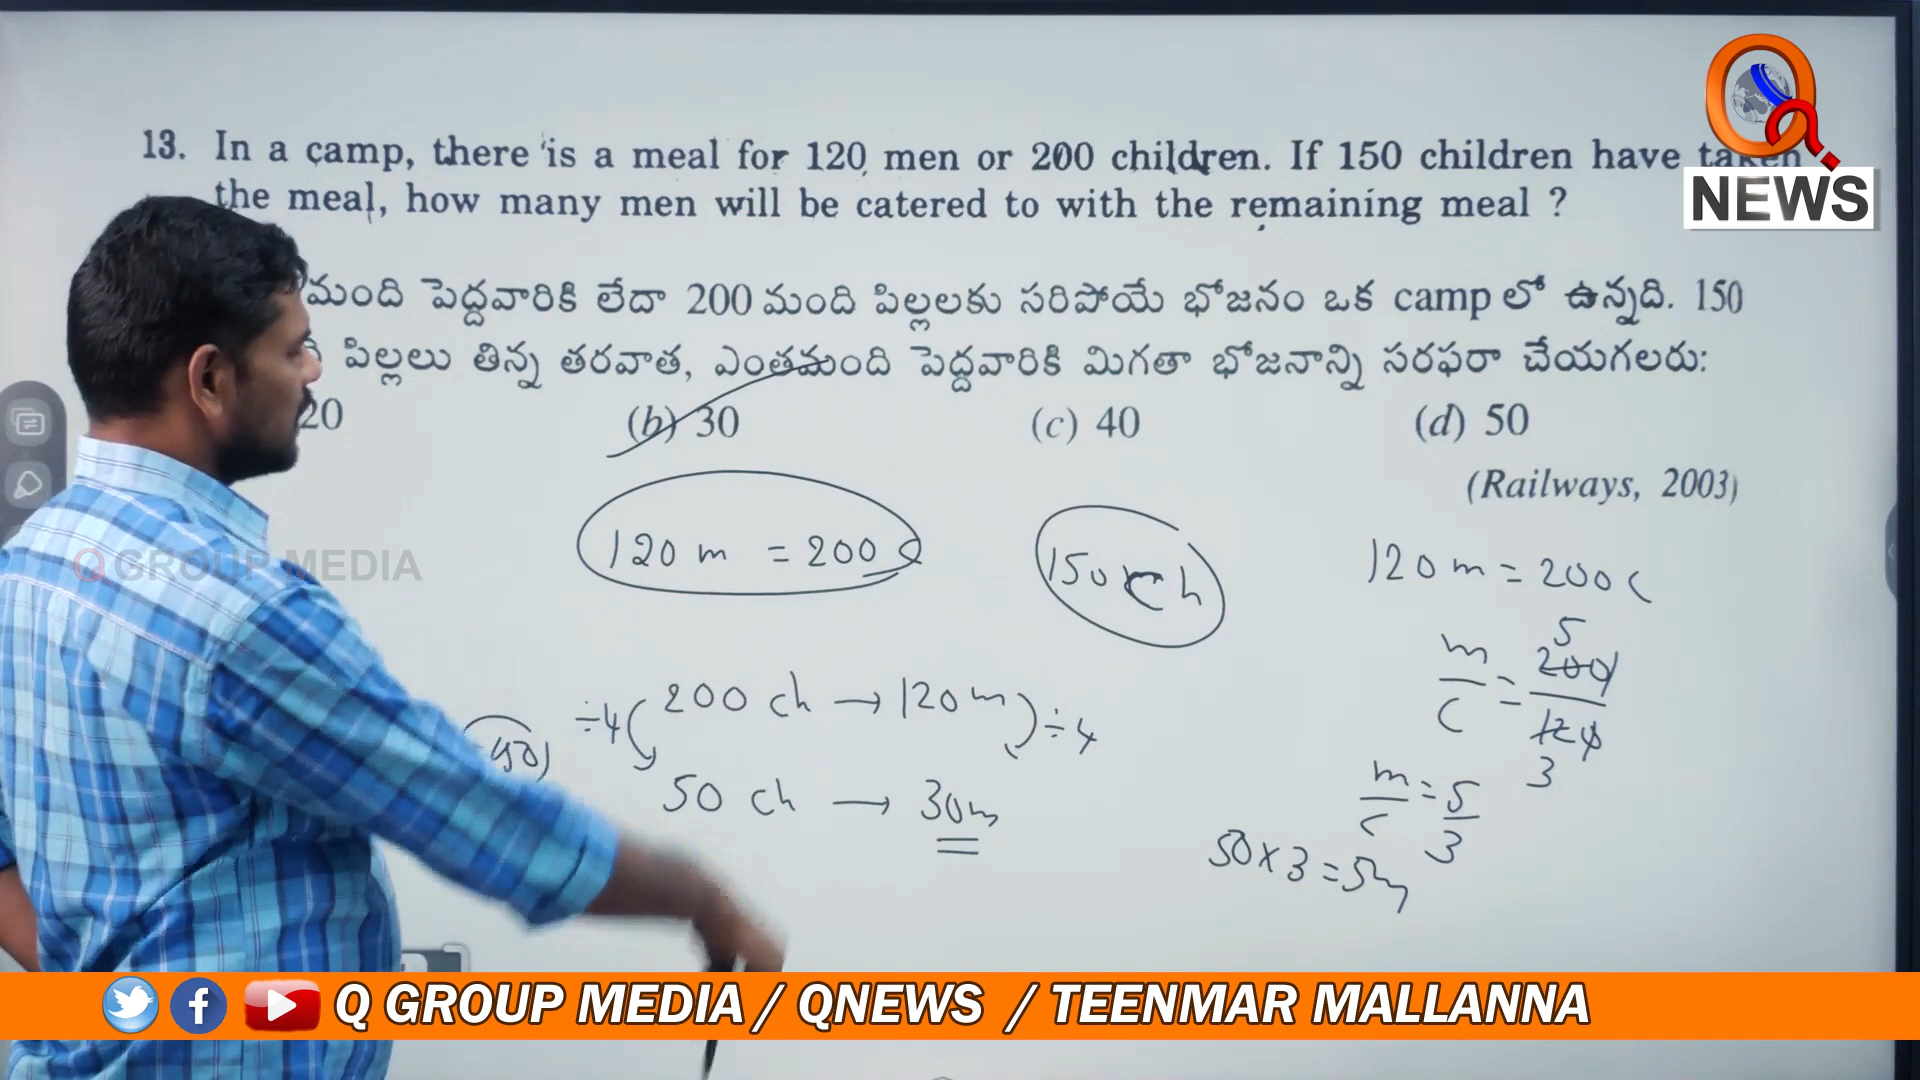 13. In a camp, there is a meal for 120 men or 200 children. If 150 children have taken
the meal, how many men will be catered to with the remaining meal ?
మంది పెద్దవారికి లేదా 200 మంది పిల్లలకు సరిపోయే భోజనం ఒక camp లో ఉన్నది. 150
పిల్లలు తిన్న తరవాత, ఎంతమంది పెద్దవారికి మిగతా భోజనాన్ని సరఫరా చేయగలరు:
20 (b) 30 (c) 40 (d) 50
(Railways, 2003)
120 m = 200 c
150 ch
120 m = 200 c
m/c = 200/120
5
3
÷4 200 ch → 120 m ÷4
50 ch → 30m
m/c = 5/3
50 × 3 = 5m
Q NEWS
Q GROUP MEDIA
Q GROUP MEDIA / QNEWS / TEENMAR MALLANNA